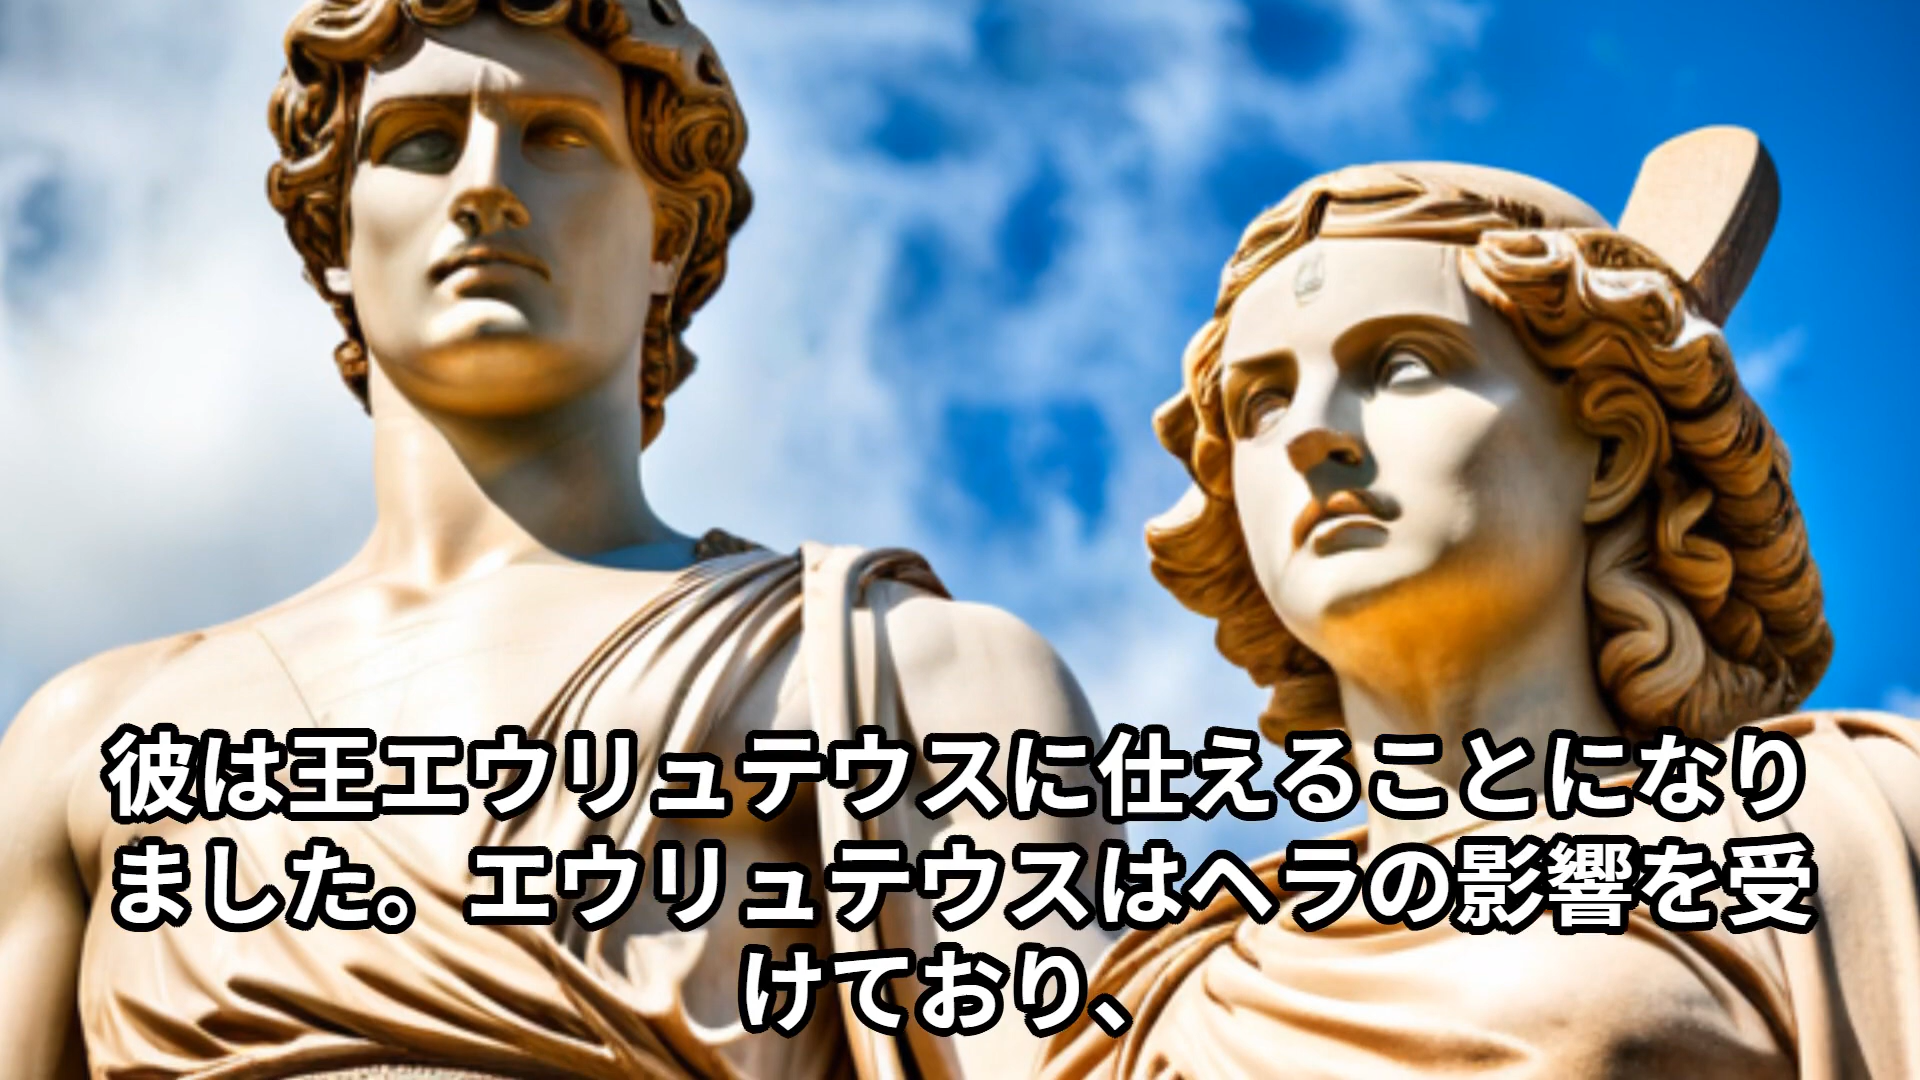 彼は王エウリュテウスに仕えることになり
ました。エウリュテウスはヘラの影響を受
けており、